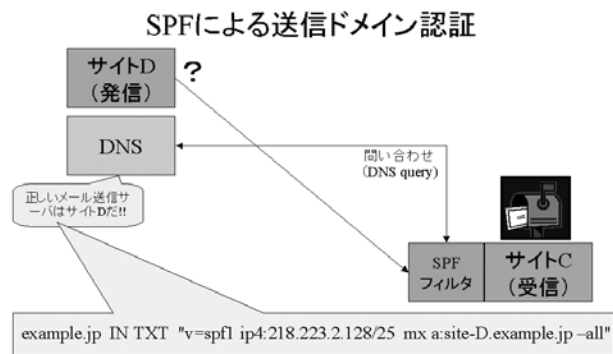 SPFによる送信ドメイン認証
サイトD
(発信)
?
DNS
問い合わせ
(DNS query)
正しいメール送信サ
ーバはサイトDだ!!
SPF
フィルタ
サイトC
(受信)
example.jp IN TXT "v=spf1 ip4:218.223.2.128/25 mx a:site-D.example.jp –all"